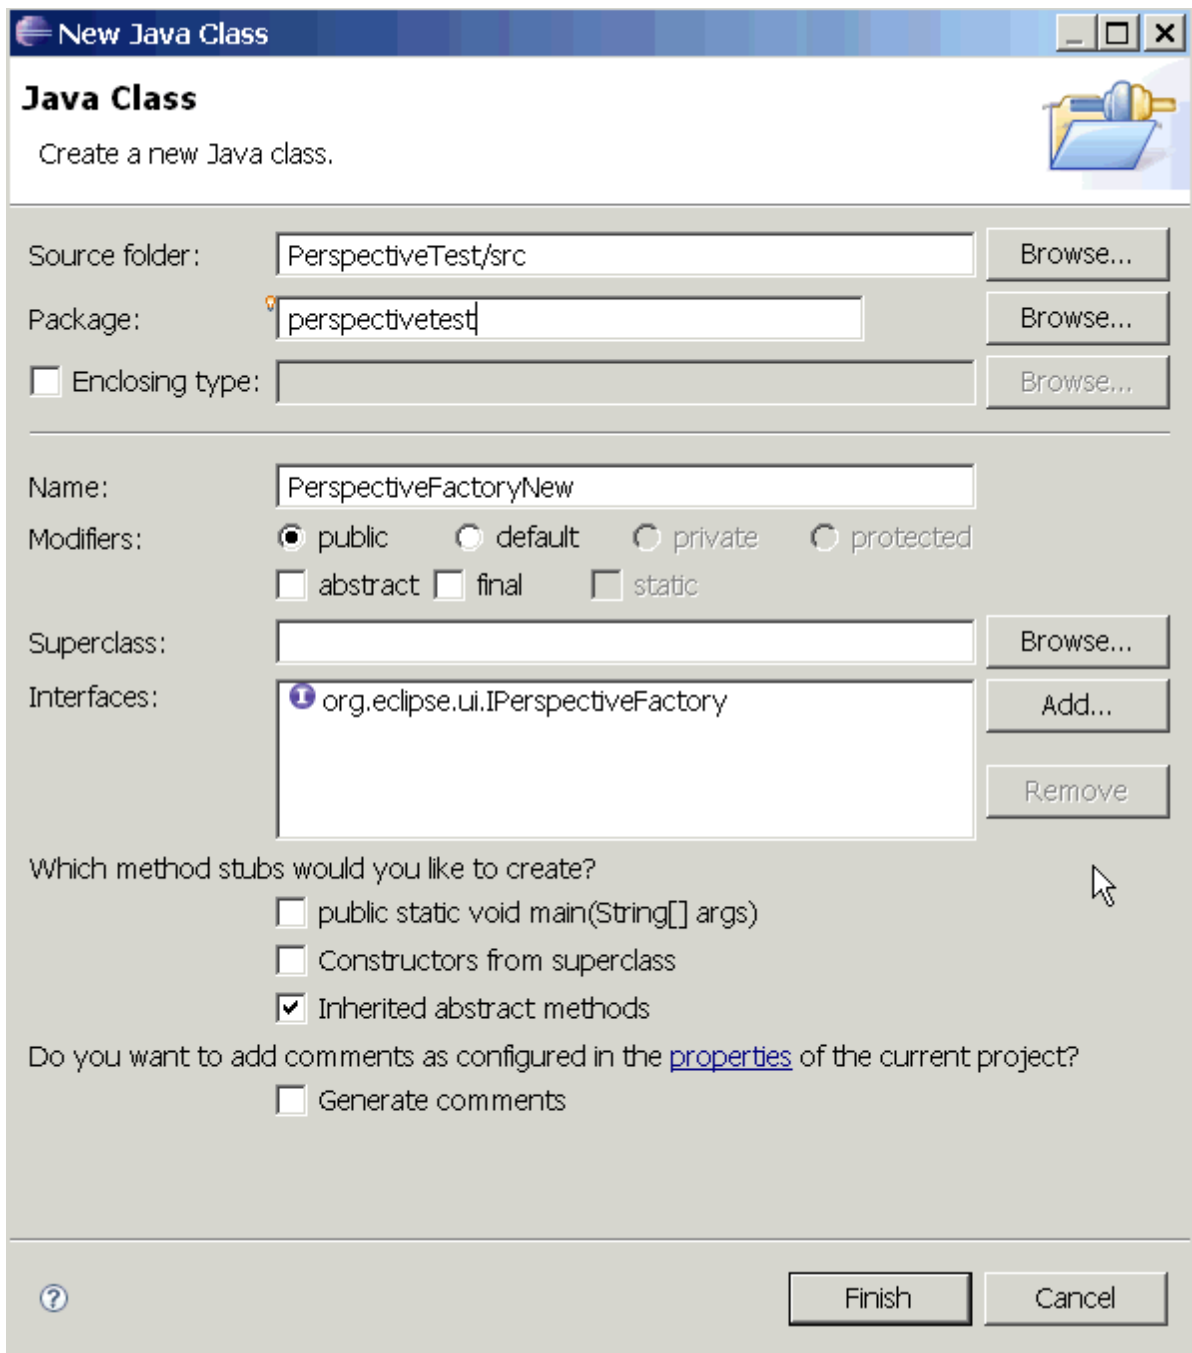 New Java Class
Java Class
Create a new Java class.
Source folder: PerspectiveTest/src Browse...
Package: perspectivetest Browse...
Enclosing type: Browse...
Name: PerspectiveFactoryNew
Modifiers: public default private protected
abstract final static
Superclass: Browse...
Interfaces: org.eclipse.ui.IPerspectiveFactory Add...
Remove
Which method stubs would you like to create?
public static void main(String[] args)
Constructors from superclass
Inherited abstract methods
Do you want to add comments as configured in the properties of the current project?
Generate comments
Finish Cancel